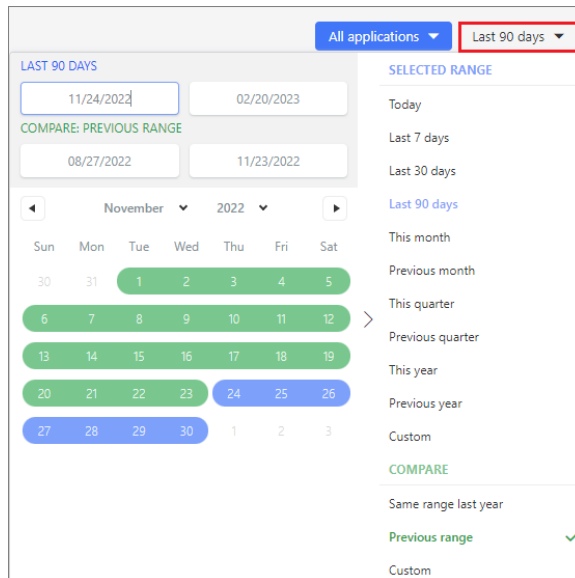 All applications Last 90 days
LAST 90 DAYS
11/24/2022 02/20/2023
COMPARE: PREVIOUS RANGE
08/27/2022 11/23/2022
November 2022
Sun Mon Tue Wed Thu Fri Sat
30 31 1 2 3 4 5
6 7 8 9 10 11 12
13 14 15 16 17 18 19
20 21 22 23 24 25 26
27 28 29 30 1 2 3
SELECTED RANGE
Today
Last 7 days
Last 30 days
Last 90 days
This month
Previous month
This quarter
Previous quarter
This year
Previous year
Custom
COMPARE
Same range last year
Previous range
Custom